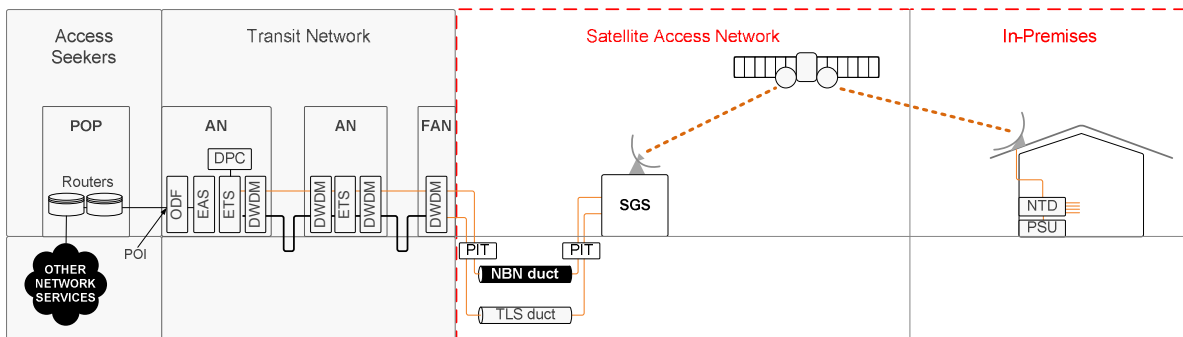 Access
Seekers
Transit Network
Satellite Access Network
In-Premises
POP
AN
AN
FAN
DPC
Routers
ODF
EAS
ETS
DWDM
DWDM
ETS
DWDM
DWDM
SGS
NTD
PSU
POI
PIT
PIT
OTHER
NETWORK
SERVICES
NBN duct
TLS duct